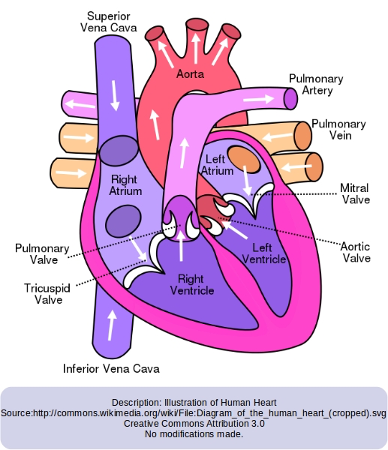 Superior
Vena Cava
Aorta
Pulmonary
Artery
Pulmonary
Vein
Left
Atrium
Right
Atrium
Mitral
Valve
Pulmonary
Valve
Aortic
Valve
Left
Ventricle
Tricuspid
Valve
Right
Ventricle
Inferior Vena Cava
Description: Illustration of Human Heart
Source:http://commons.wikimedia.org/wiki/File:Diagram_of_the_human_heart_(cropped).svg
Creative Commons Attribution 3.0
No modifications made.